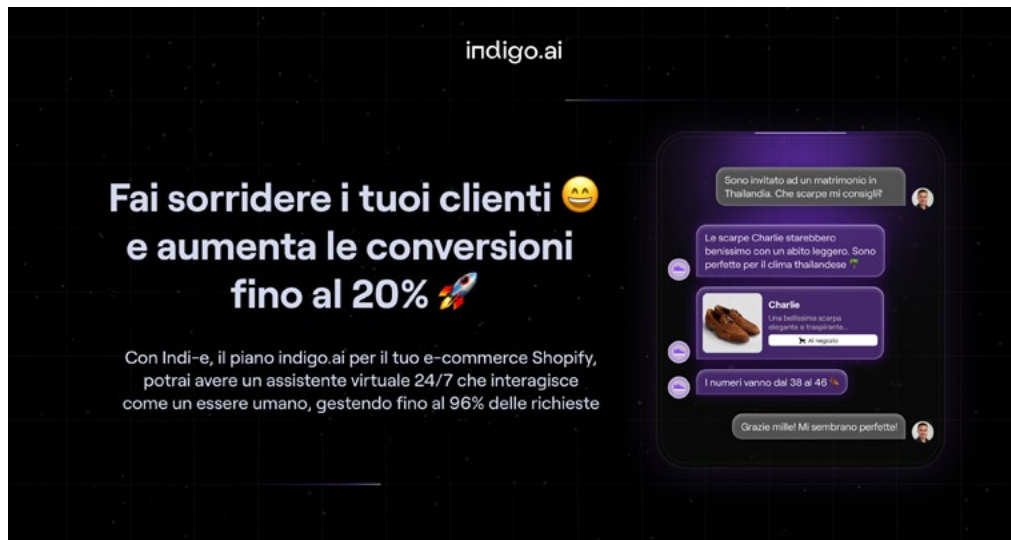 indigo.ai
Fai sorridere i tuoi clienti 😄
e aumenta le conversioni
fino al 20% 🚀
Con Indi-e, il piano indigo.ai per il tuo e-commerce Shopify,
potrai avere un assistente virtuale 24/7 che interagisce
come un essere umano, gestendo fino al 96% delle richieste
Sono invitato ad un matrimonio in
Thailandia. Che scarpe mi consigli?
Le scarpe Charlie starebbero
benissimo con un abito leggero. Sono
perfette per il clima thailandese 🌴
Charlie
Una bellissima scarpa
elegante e traspirante...
Al negozio
I numeri vanno dal 38 al 46
Grazie mille! Mi sembrano perfette!